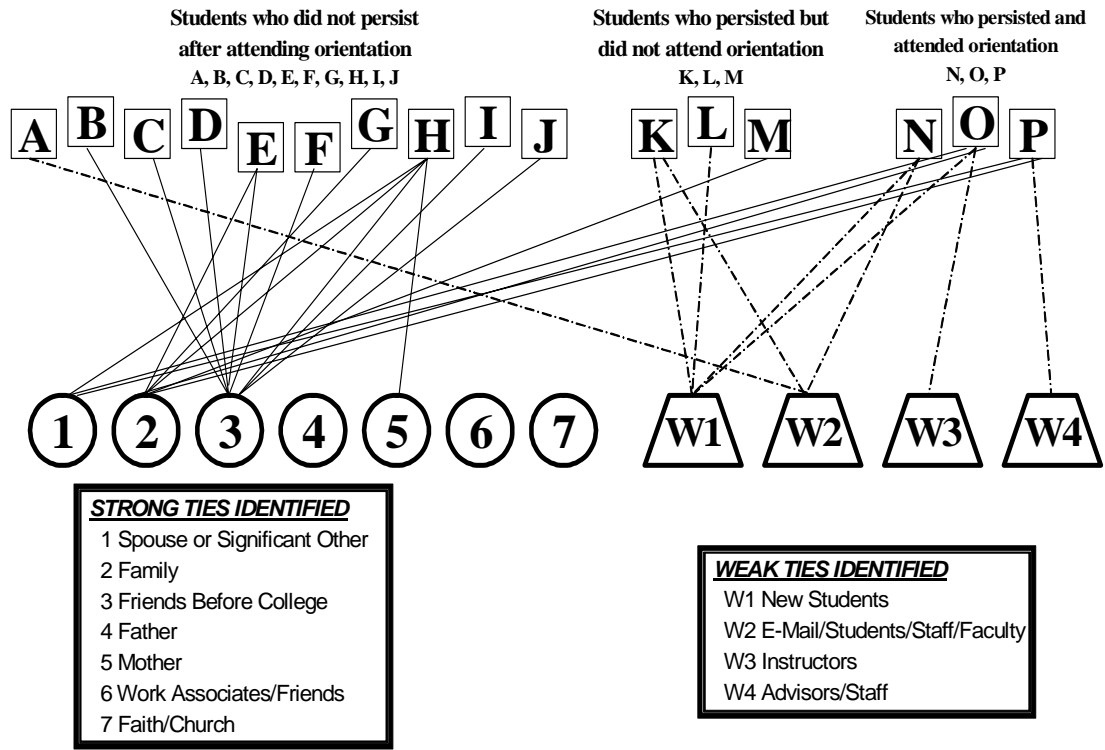 Students who did not persist
after attending orientation
A, B, C, D, E, F, G, H, I, J
Students who persisted but
did not attend orientation
K, L, M
Students who persisted and
attended orientation
N, O, P
A B C D E F G H I J K L M N O P
1 2 3 4 5 6 7 W1 W2 W3 W4
STRONG TIES IDENTIFIED
1 Spouse or Significant Other
2 Family
3 Friends Before College
4 Father
5 Mother
6 Work Associates/Friends
7 Faith/Church
WEAK TIES IDENTIFIED
W1 New Students
W2 E-Mail/Students/Staff/Faculty
W3 Instructors
W4 Advisors/Staff